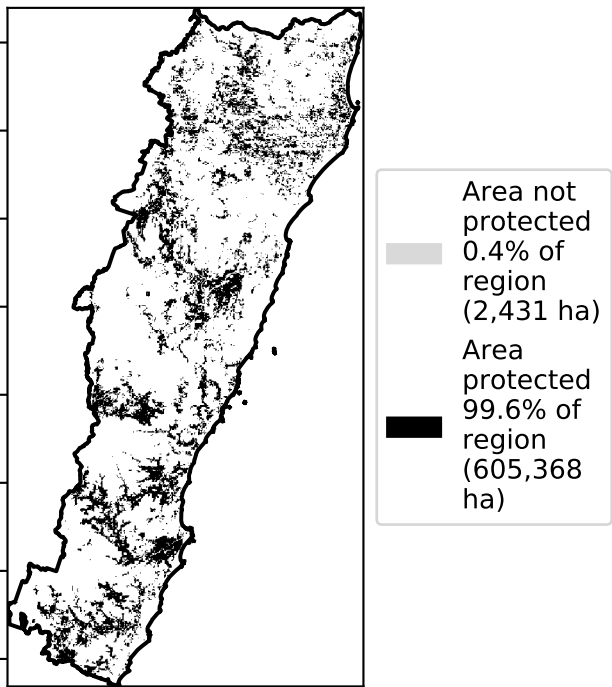 Area not
protected
0.4% of
region
(2,431 ha)
Area
protected
99.6% of
region
(605,368
ha)